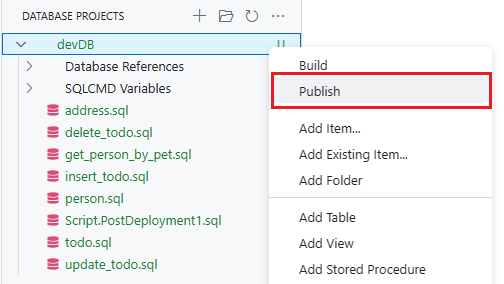 DATABASE PROJECTS
devDB
U
Database References
SQLCMD Variables
address.sql
delete_todo.sql
get_person_by_pet.sql
insert_todo.sql
person.sql
Script.PostDeployment1.sql
todo.sql
update_todo.sql
Build
Publish
Add Item...
Add Existing Item...
Add Folder
Add Table
Add View
Add Stored Procedure